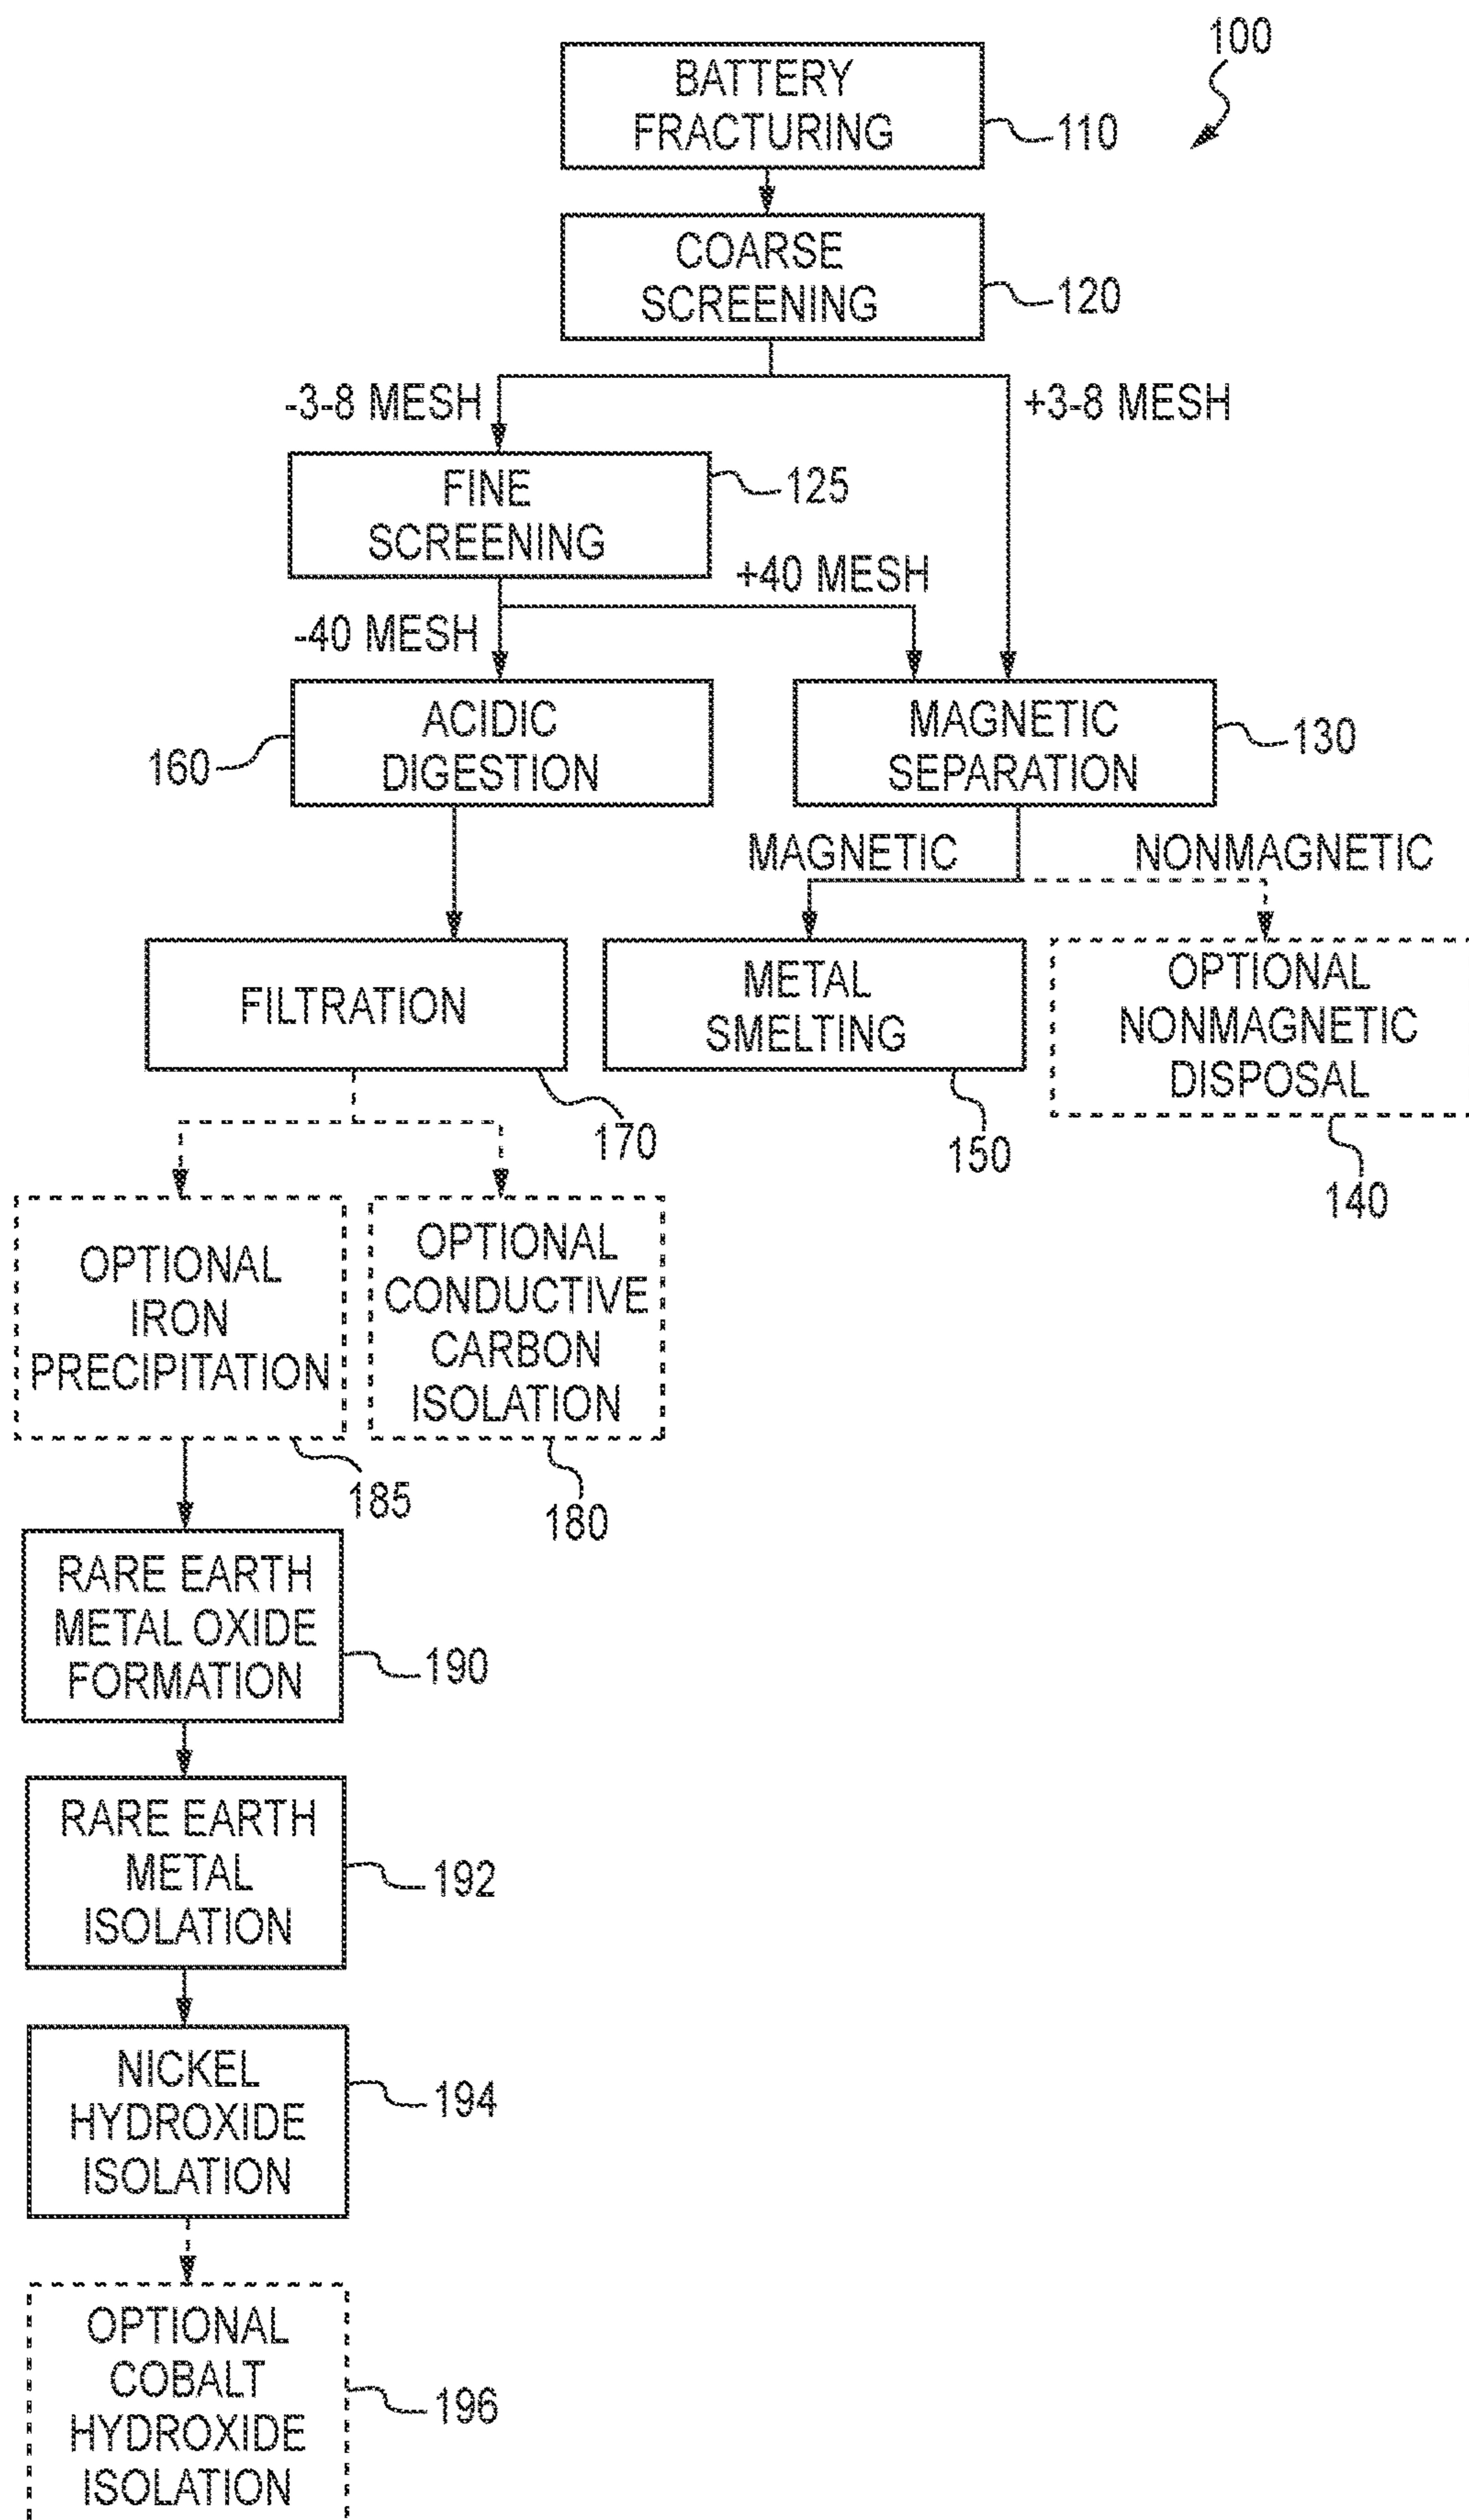 100
BATTERY
FRACTURING
110
COARSE
SCREENING
120
-3-8 MESH
+3-8 MESH
FINE
SCREENING
125
+40 MESH
-40 MESH
ACIDIC
DIGESTION
160
MAGNETIC
SEPARATION
130
MAGNETIC
NONMAGNETIC
FILTRATION
170
METAL
SMELTING
150
OPTIONAL
NONMAGNETIC
DISPOSAL
140
OPTIONAL
IRON
PRECIPITATION
185
OPTIONAL
CONDUCTIVE
CARBON
ISOLATION
180
RARE EARTH
METAL OXIDE
FORMATION
190
RARE EARTH
METAL
ISOLATION
192
NICKEL
HYDROXIDE
ISOLATION
194
OPTIONAL
COBALT
HYDROXIDE
ISOLATION
196